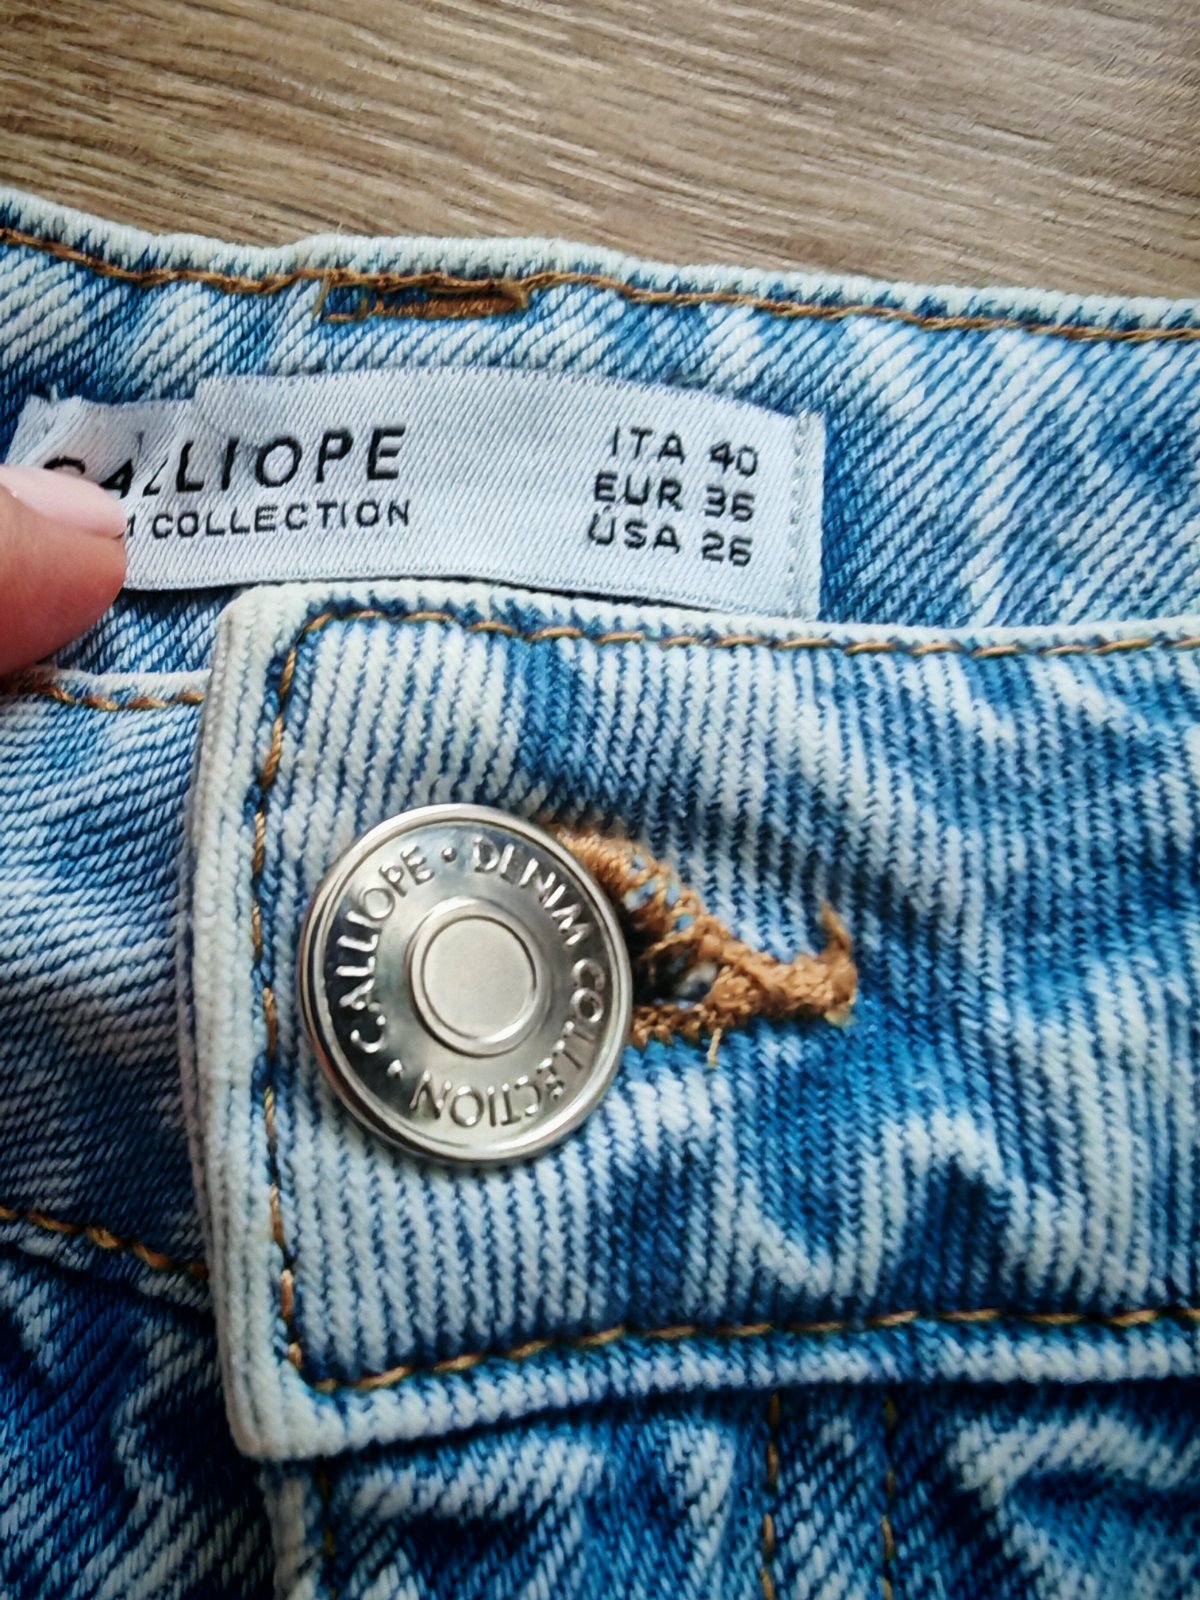 CALLIOPE
COLLECTION
ITA 40
EUR 36
USA 26
CALLIOPE • DENIM COLLECTION •